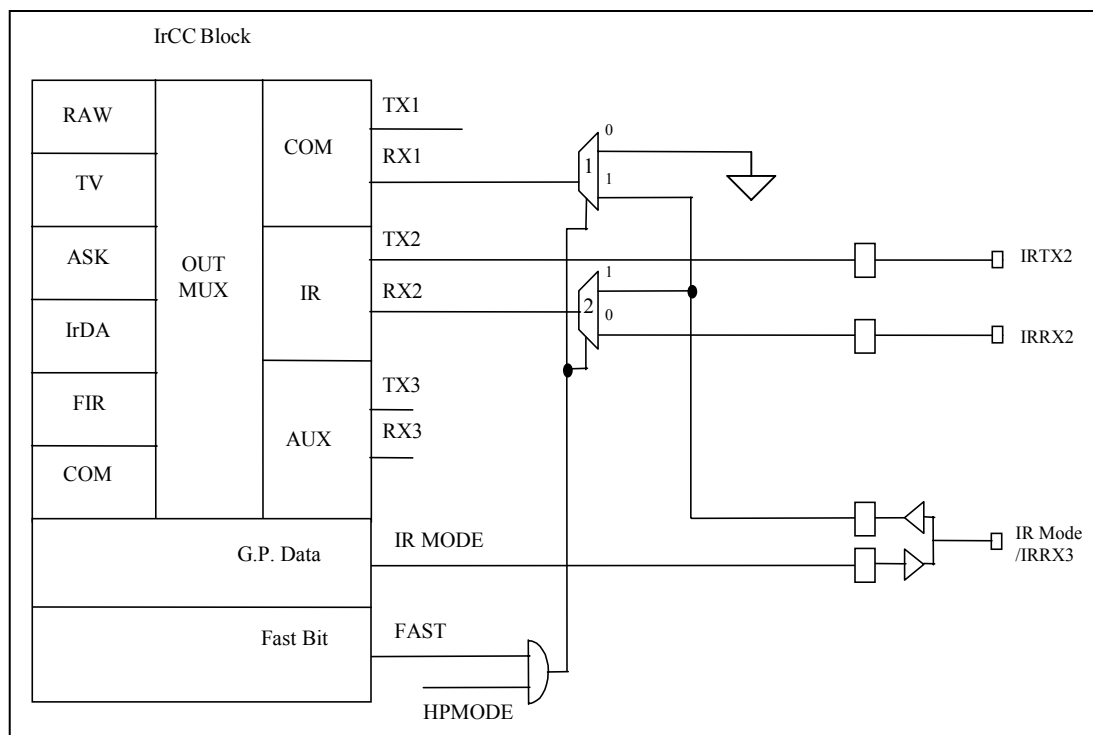 IrCC Block
RAW
TV
ASK
IrDA
FIR
COM
OUT
MUX
COM
IR
AUX
G.P. Data
Fast Bit
TX1
RX1
TX2
RX2
TX3
RX3
IR MODE
FAST
HPMODE
0
1
1
1
2
0
IRTX2
IRRX2
IR Mode
/IRRX3